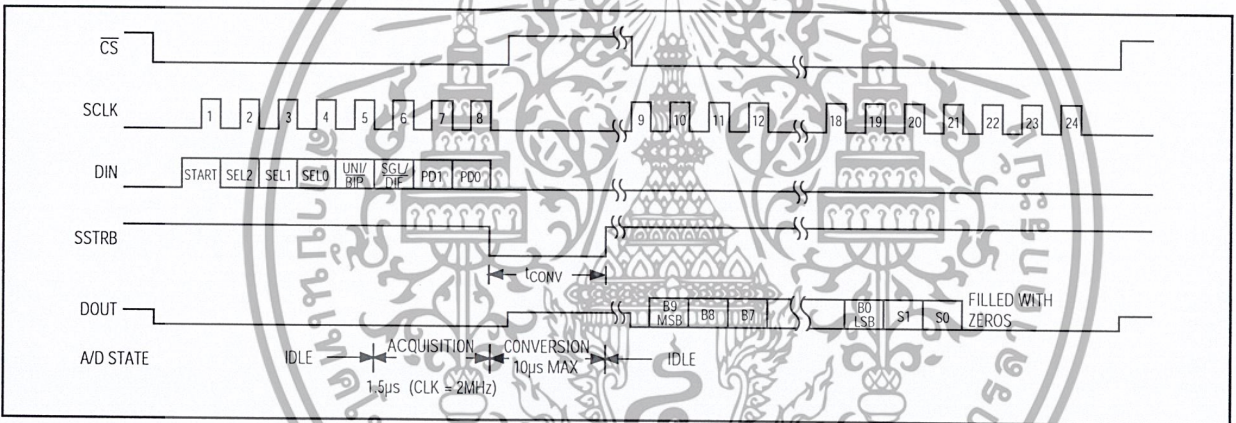 CS
SCLK
1 2 3 4 5 6 7 8 9 10 11 12 18 19 20 21 22 23 24
DIN
START SEL2 SEL1 SEL0 UNI/BIP SGL/DIF PD1 PD0
SSTRB
tCONV
DOUT
B9 MSB B8 B7 B0 LSB S1 S0 FILLED WITH ZEROS
A/D STATE
IDLE ACQUISITION CONVERSION IDLE
1.5μs (CLK = 2MHz) 10μs MAX